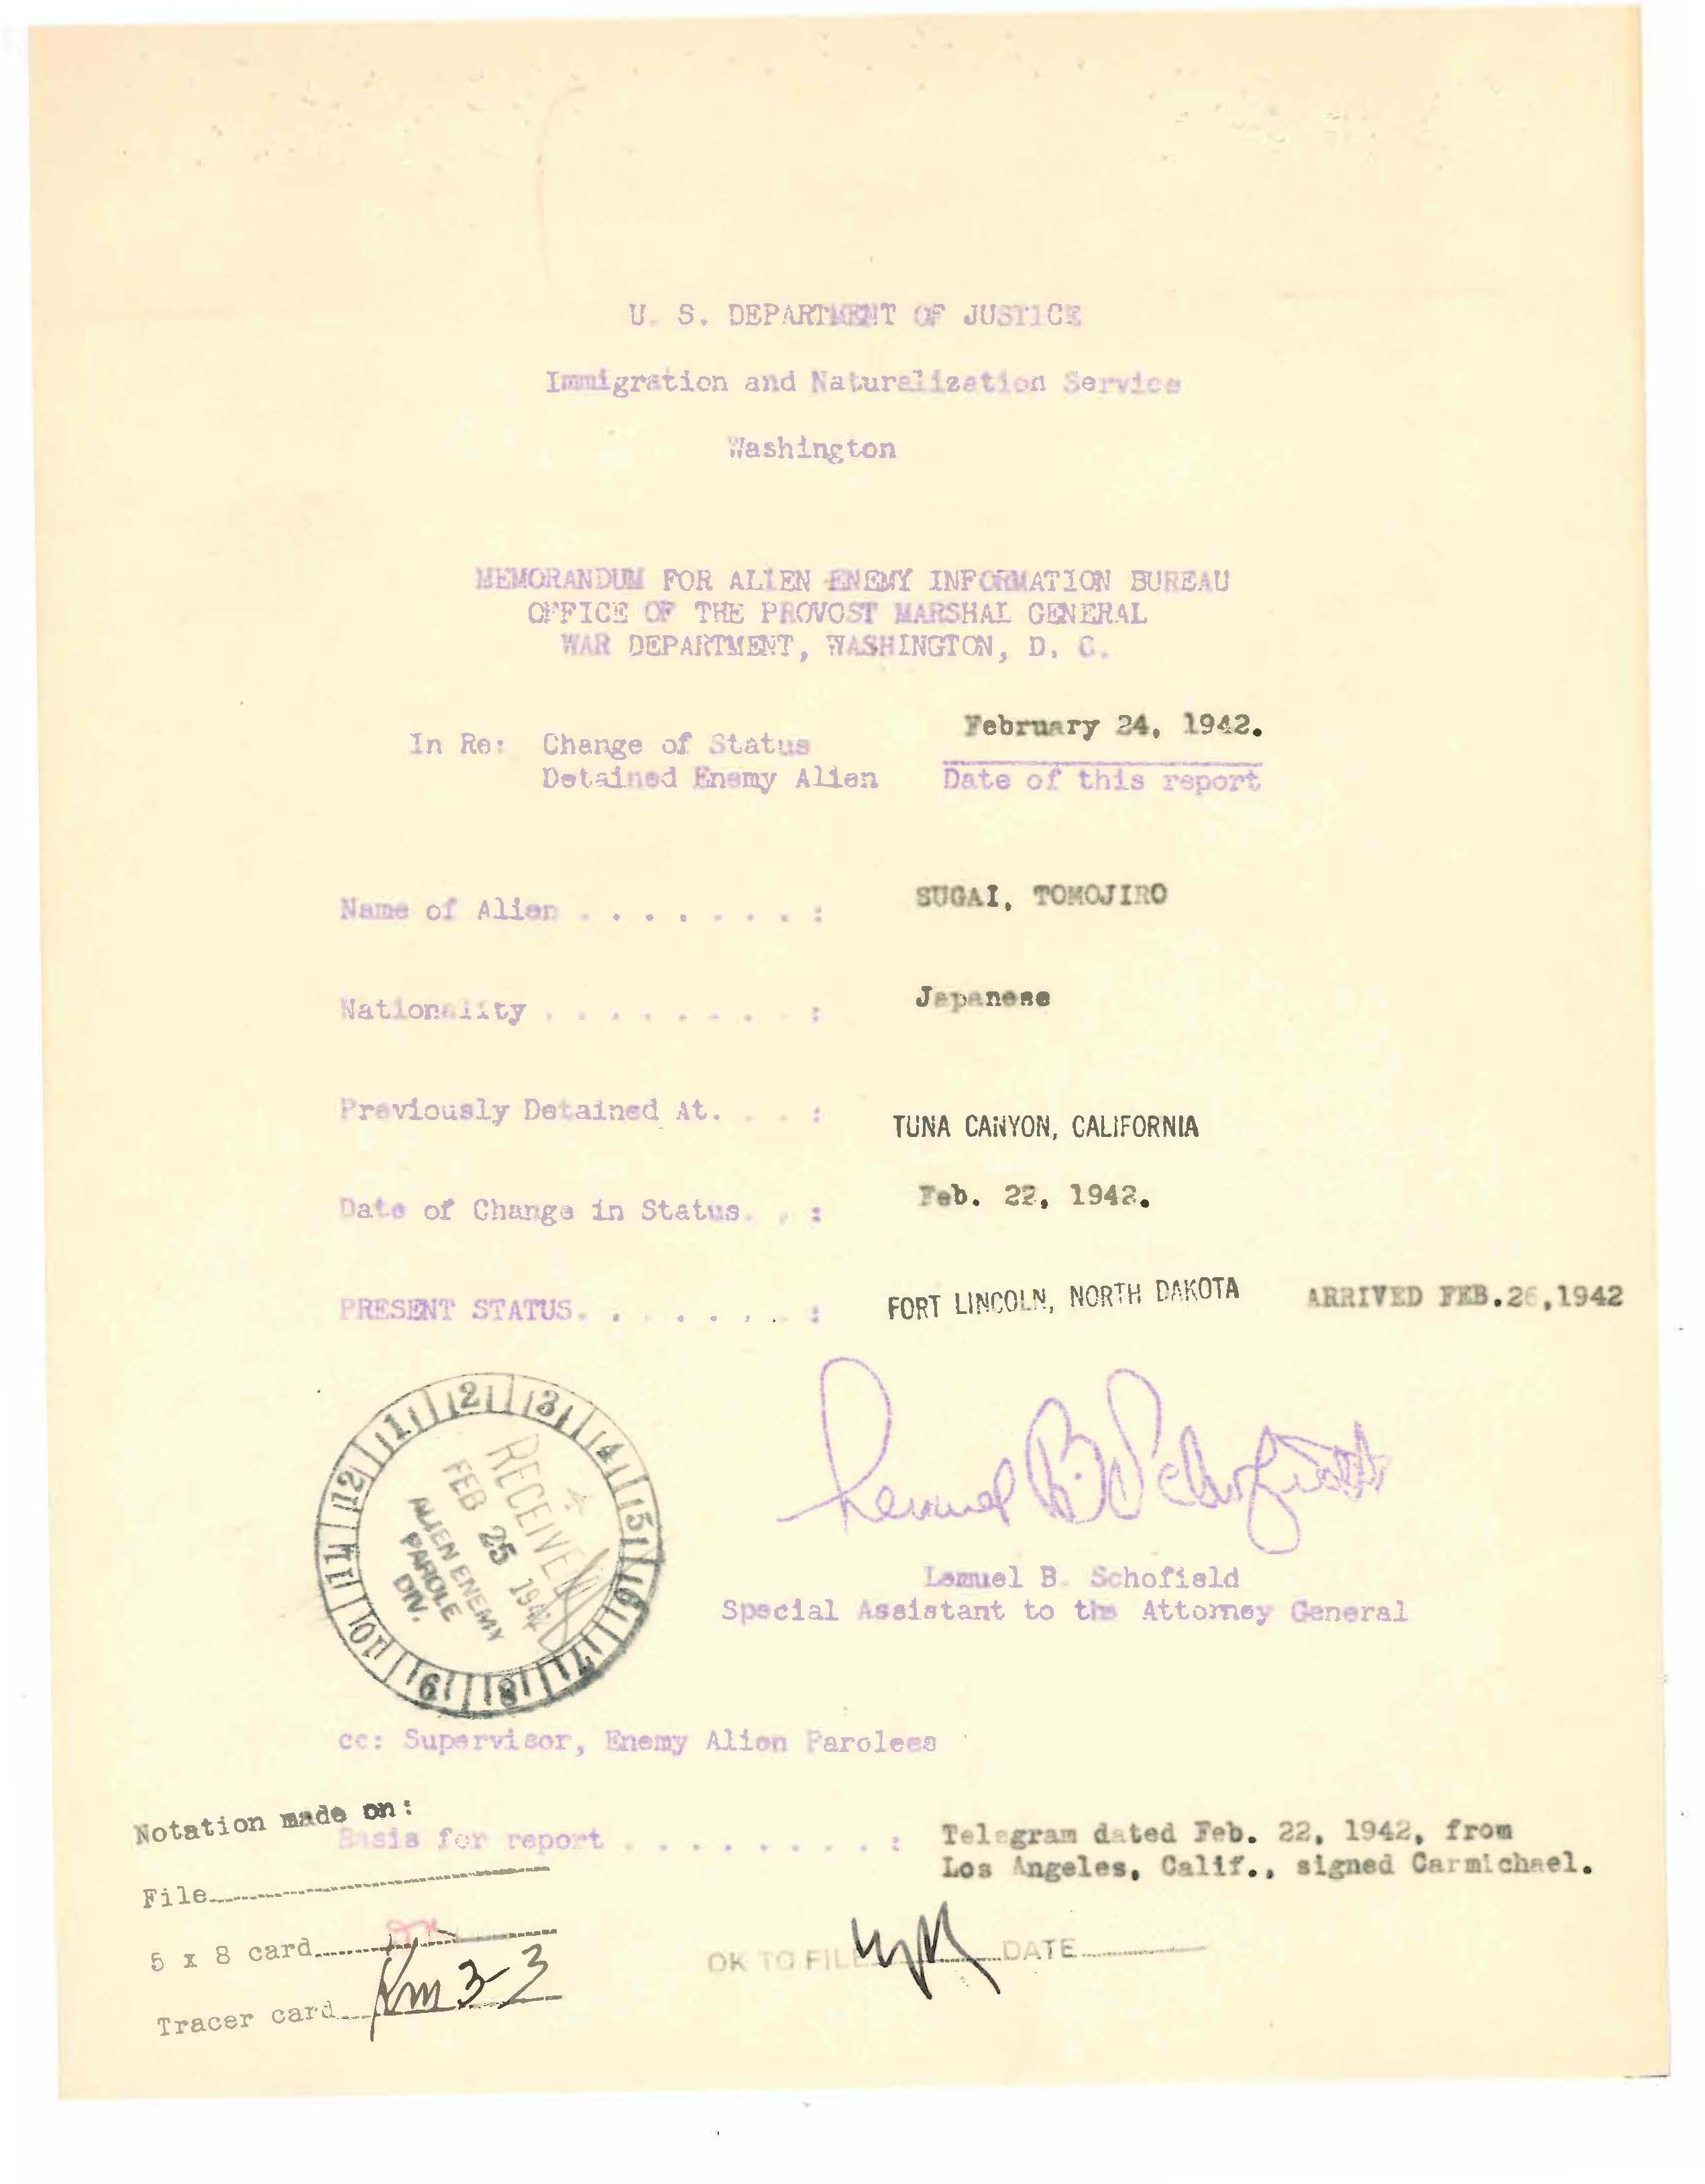 U. S. DEPARTMENT OF JUSTICE
Immigration and Naturalization Service
Washington
MEMORANDUM FOR ALIEN ENEMY INFORMATION BUREAU
OFFICE OF THE PROVOST MARSHAL GENERAL
WAR DEPARTMENT, WASHINGTON, D. C.
February 24, 1942.
In Re: Change of Status
Detained Enemy Alien Date of this report
Name of Alien . . . . . . . : SUGAI, TOMOJIRO
Nationality . . . . . . . . : Japanese
Previously Detained At. . . : TUNA CANYON, CALIFORNIA
Date of Change in Status. . : Feb. 22, 1942.
PRESENT STATUS. . . . . . . : FORT LINCOLN, NORTH DAKOTA ARRIVED FEB.26,1942
1 2 3 4 5 6 7 8 9 10 11 12
RECEIVED
FEB 25 1942
ALIEN ENEMY
PAROLE
DIV.
Lemuel B. Schofield
Lemuel B. Schofield
Special Assistant to the Attorney General
cc: Supervisor, Enemy Alien Parolees
Notation made on:
Basis for report . . . . . . . . . : Telegram dated Feb. 22, 1942, from
Los Angeles, Calif., signed Carmichael.
File
5 x 8 card
OK TO FILE DATE
Tracer card Km 3-3